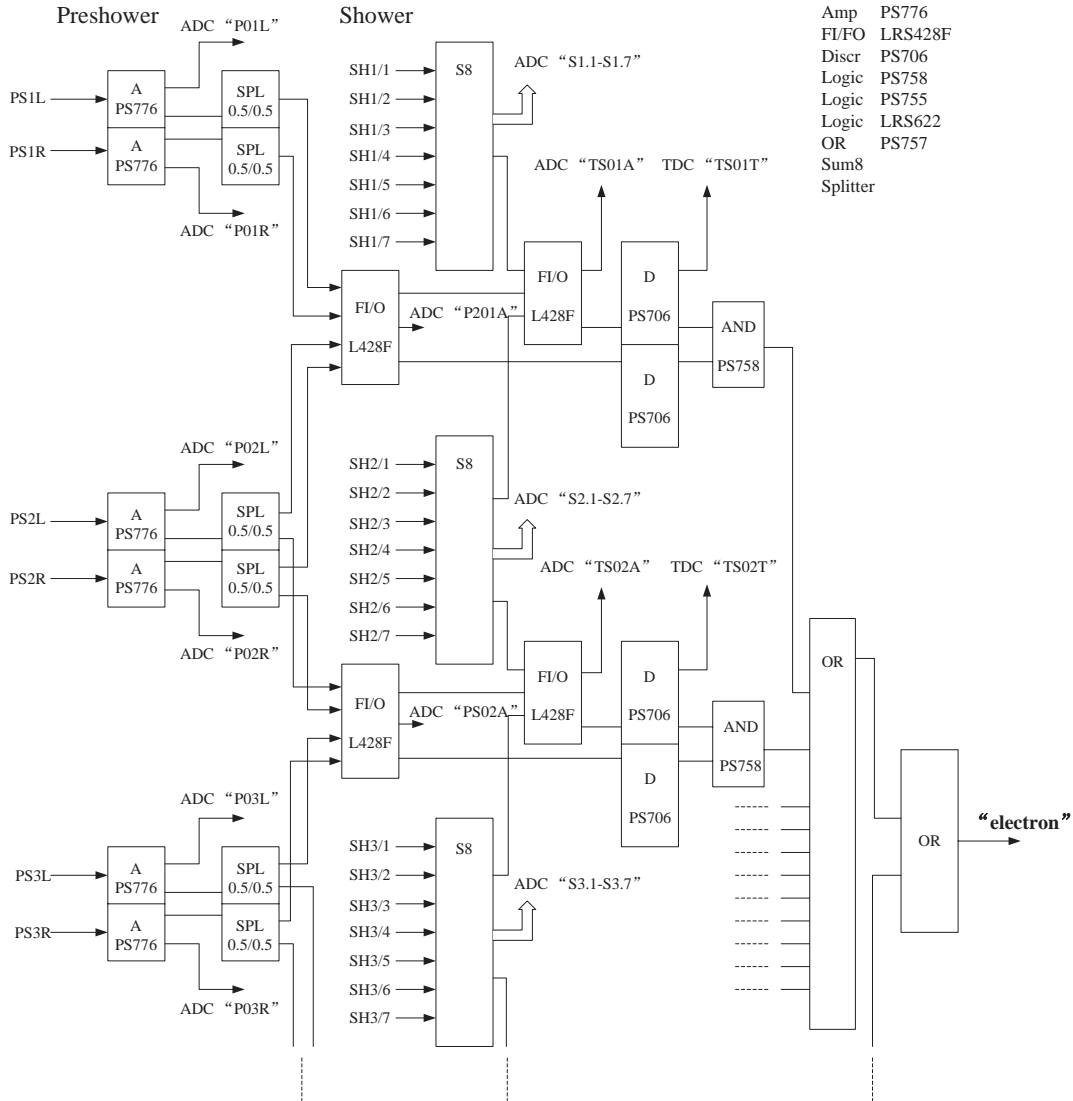 Preshower
Shower
Amp PS776
FI/FO LRS428F
Discr PS706
Logic PS758
Logic PS755
Logic LRS622
OR PS757
Sum8
Splitter
ADC “P01L”
PS1L
A
PS776
SPL
0.5/0.5
PS1R
A
PS776
SPL
0.5/0.5
ADC “P01R”
SH1/1
SH1/2
SH1/3
SH1/4
SH1/5
SH1/6
SH1/7
S8
ADC “S1.1-S1.7”
ADC “TS01A”
TDC “TS01T”
FI/O
L428F
ADC “P201A”
FI/O
L428F
D
PS706
D
PS706
AND
PS758
ADC “P02L”
PS2L
A
PS776
SPL
0.5/0.5
PS2R
A
PS776
SPL
0.5/0.5
ADC “P02R”
SH2/1
SH2/2
SH2/3
SH2/4
SH2/5
SH2/6
SH2/7
S8
ADC “S2.1-S2.7”
ADC “TS02A”
TDC “TS02T”
FI/O
L428F
ADC “PS02A”
FI/O
L428F
D
PS706
D
PS706
AND
PS758
OR
OR
“electron”
ADC “P03L”
PS3L
A
PS776
SPL
0.5/0.5
PS3R
A
PS776
SPL
0.5/0.5
ADC “P03R”
SH3/1
SH3/2
SH3/3
SH3/4
SH3/5
SH3/6
SH3/7
S8
ADC “S3.1-S3.7”